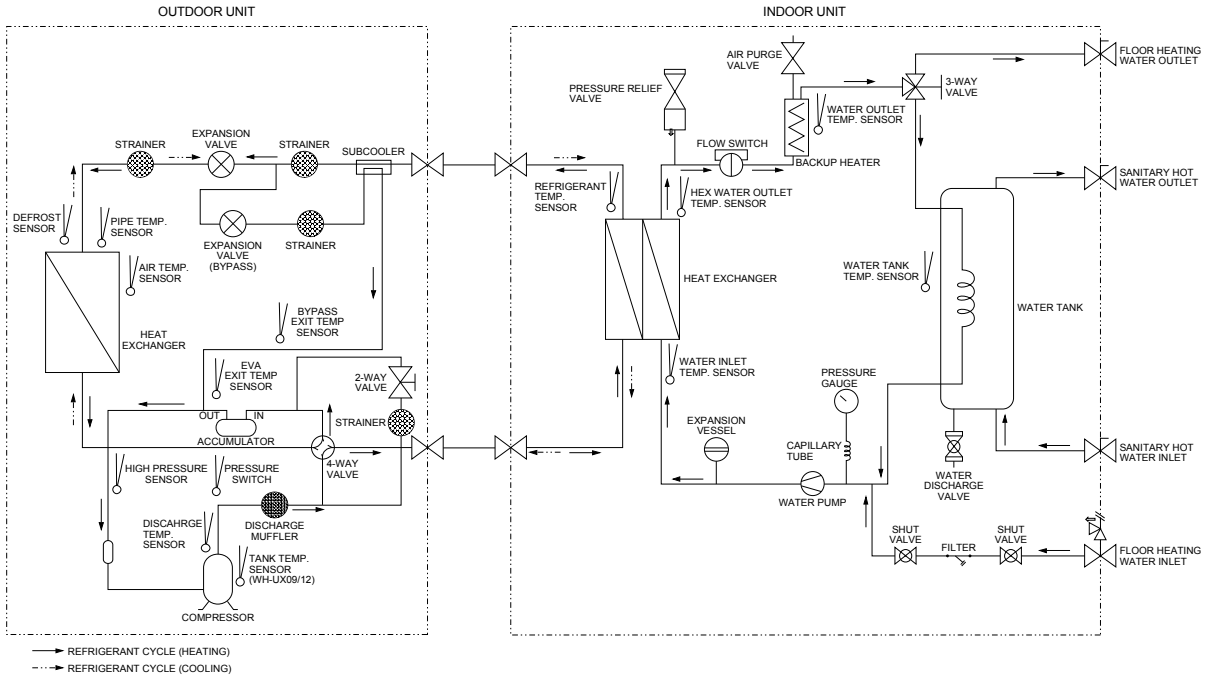 OUTDOOR UNIT
INDOOR UNIT
STRAINER
EXPANSION
VALVE
STRAINER
SUBCOOLER
DEFROST
SENSOR
PIPE TEMP.
SENSOR
EXPANSION
VALVE
(BYPASS)
STRAINER
AIR TEMP.
SENSOR
HEAT
EXCHANGER
BYPASS
EXIT TEMP
SENSOR
EVA
EXIT TEMP
SENSOR
2-WAY
VALVE
OUT
IN
ACCUMULATOR
STRAINER
4-WAY
VALVE
HIGH PRESSURE
SENSOR
PRESSURE
SWITCH
DISCAHRGE
TEMP.
SENSOR
DISCHARGE
MUFFLER
TANK TEMP.
SENSOR
(WH-UX09/12)
COMPRESSOR
AIR PURGE
VALVE
PRESSURE RELIEF
VALVE
FLOW SWITCH
BACKUP HEATER
WATER OUTLET
TEMP. SENSOR
3-WAY
VALVE
FLOOR HEATING
WATER OUTLET
REFRIGERANT
TEMP.
SENSOR
HEX WATER OUTLET
TEMP. SENSOR
SANITARY HOT
WATER OUTLET
HEAT EXCHANGER
WATER TANK
TEMP. SENSOR
WATER TANK
WATER INLET
TEMP. SENSOR
PRESSURE
GAUGE
EXPANSION
VESSEL
CAPILLARY
TUBE
WATER PUMP
WATER
DISCHARGE
VALVE
SANITARY HOT
WATER INLET
SHUT
VALVE
FILTER
SHUT
VALVE
FLOOR HEATING
WATER INLET
REFRIGERANT CYCLE (HEATING)
REFRIGERANT CYCLE (COOLING)